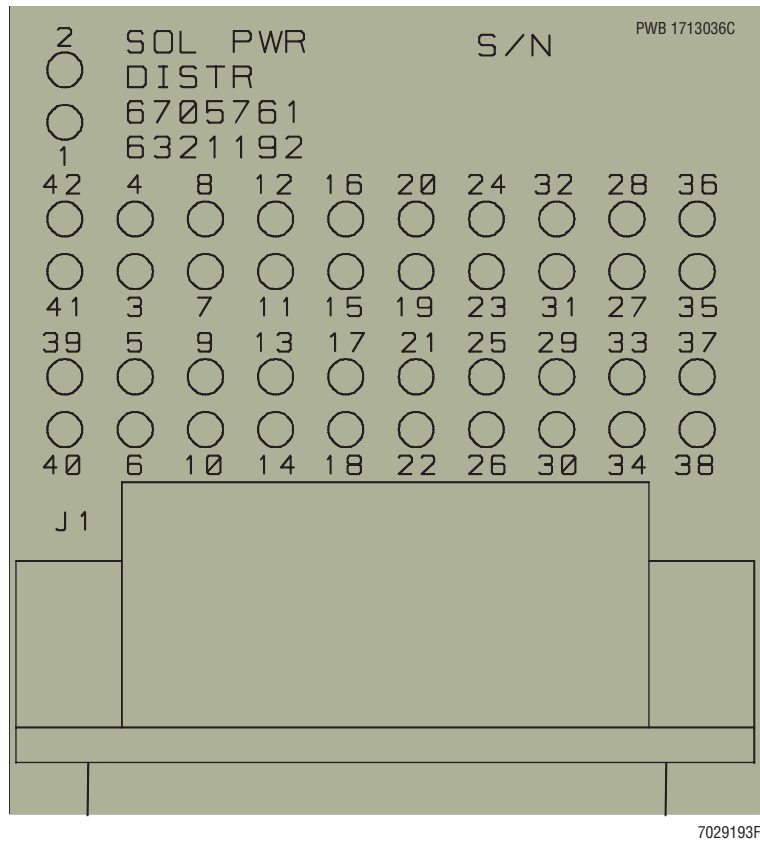 PWB 1713036C
2 SOL PWR S/N
DISTR
6705761
1 6321192
42 4 8 12 16 20 24 32 28 36
41 3 7 11 15 19 23 31 27 35
39 5 9 13 17 21 25 29 33 37
40 6 10 14 18 22 26 30 34 38
J1
7029193F